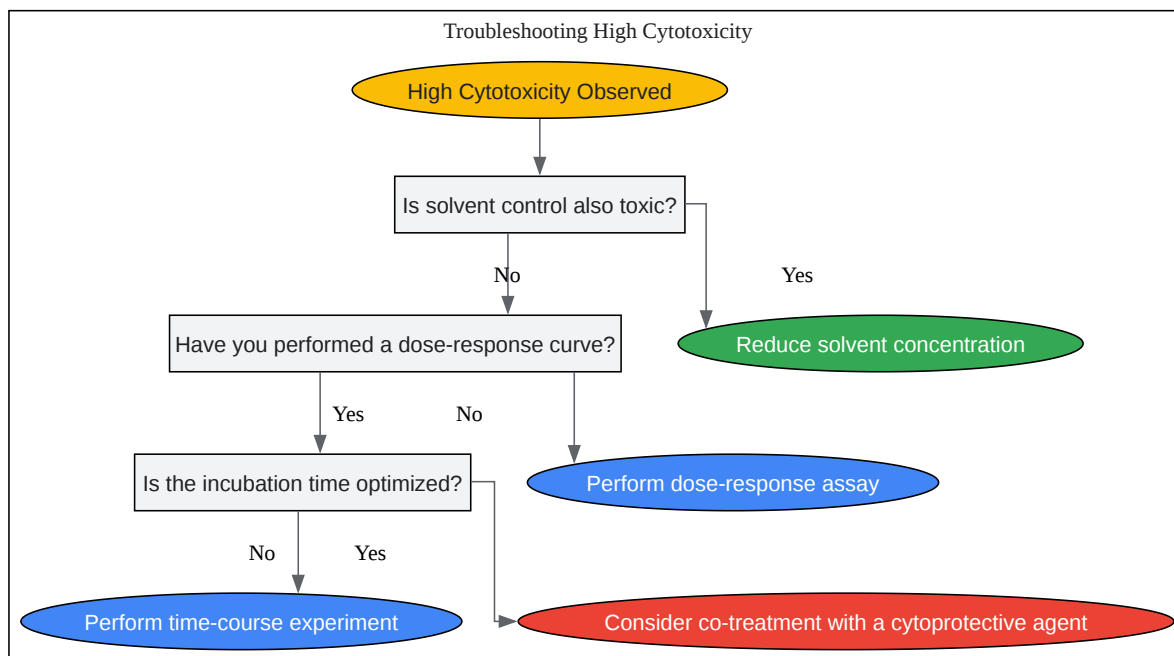 Troubleshooting High Cytotoxicity
High Cytotoxicity Observed
Is solvent control also toxic?
No
Yes
Have you performed a dose-response curve?
Reduce solvent concentration
Yes
No
Is the incubation time optimized?
Perform dose-response assay
No
Yes
Perform time-course experiment
Consider co-treatment with a cytoprotective agent